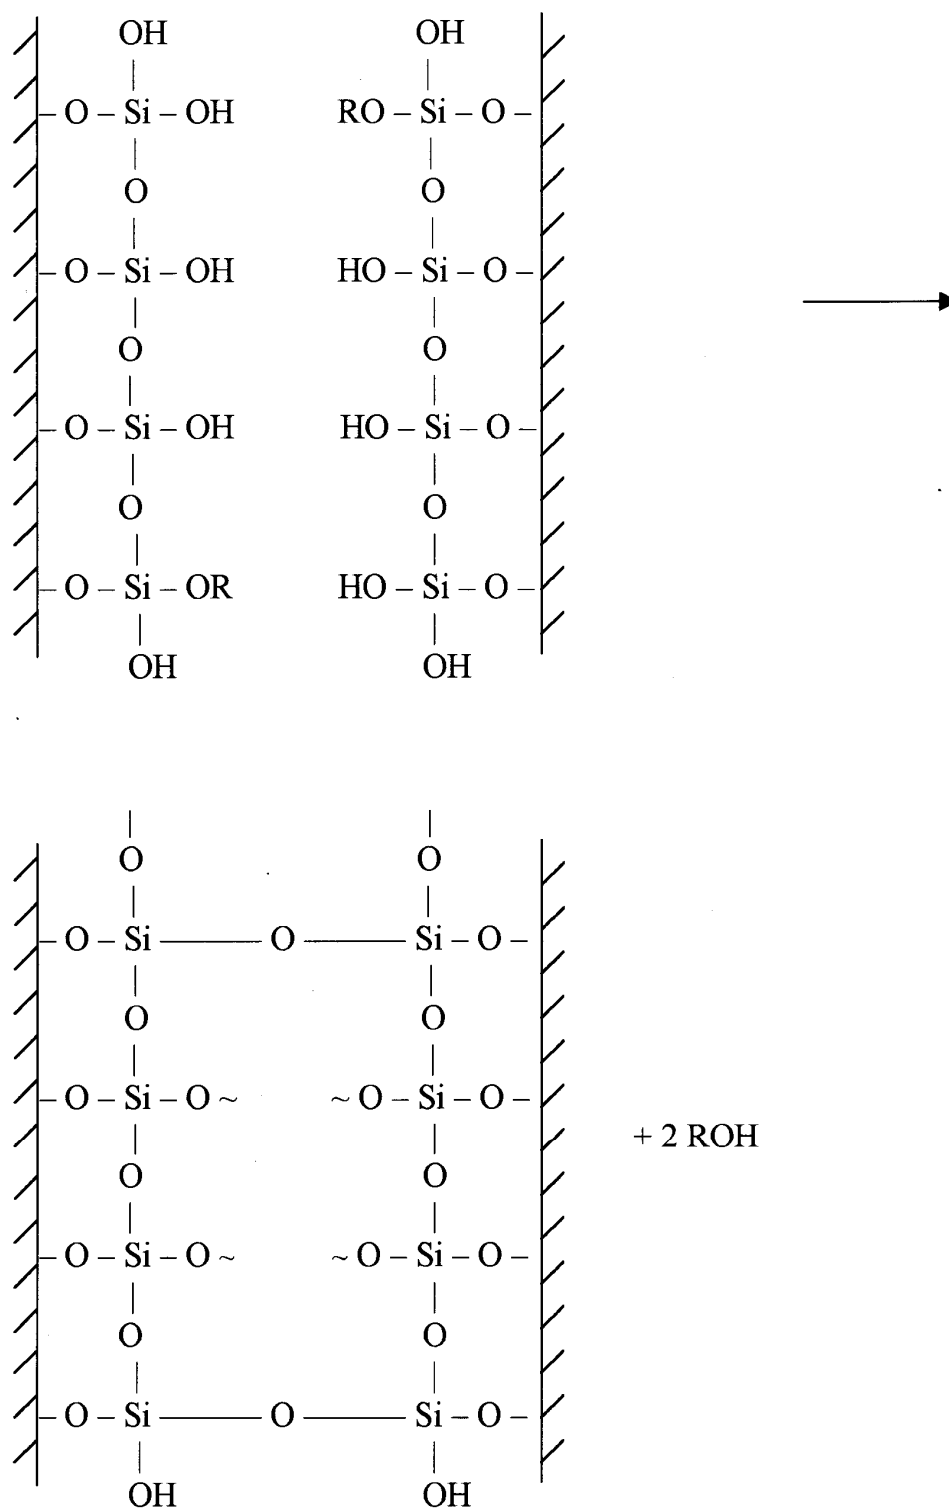 OH OH
– O – Si – OH RO – Si – O –
O O
– O – Si – OH HO – Si – O –
O O
– O – Si – OH HO – Si – O –
O O
– O – Si – OR HO – Si – O –
OH OH
O O
– O – Si — O — Si – O –
O O
– O – Si – O ~ ~ O – Si – O –
O O
+ 2 ROH
– O – Si – O ~ ~ O – Si – O –
O O
– O – Si — O — Si – O –
OH OH